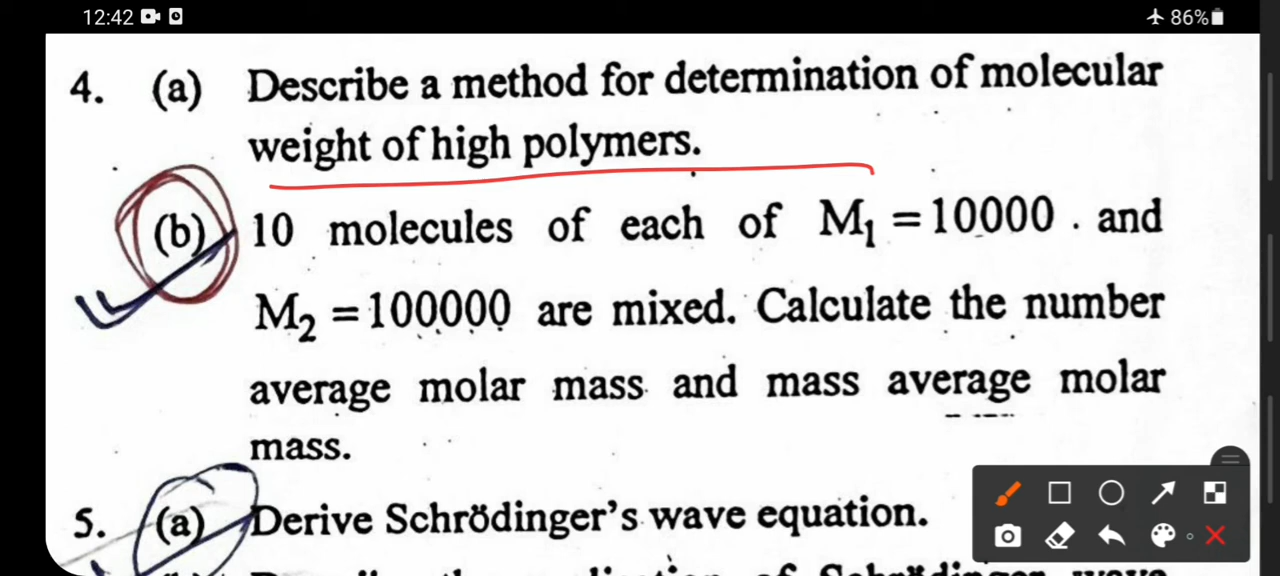 12:42 86%
4. (a) Describe a method for determination of molecular
weight of high polymers.
(b) 10 molecules of each of M₁ = 10000 . and
M₂ = 100000 are mixed. Calculate the number
average molar mass and mass average molar
mass.
5. (a) Derive Schrödinger's wave equation.